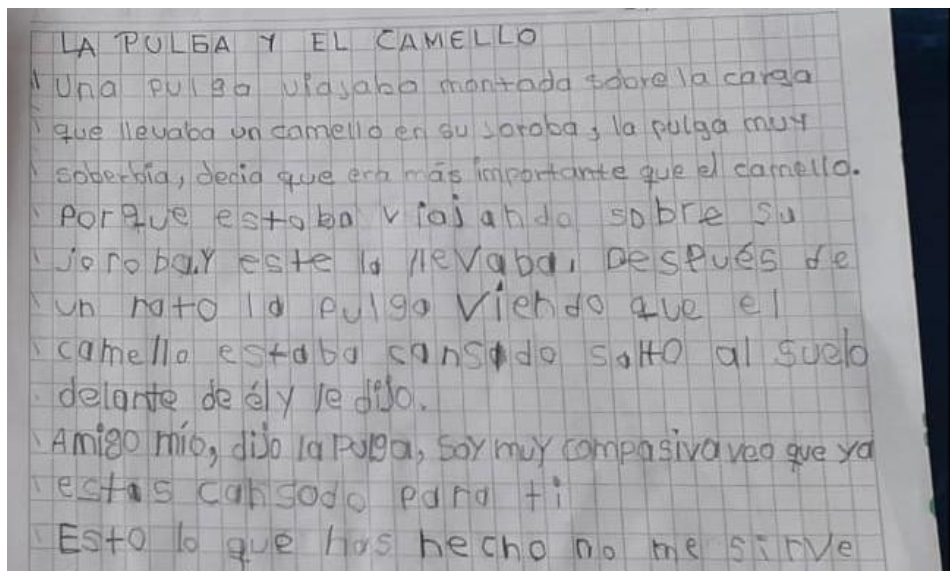 LA PULGA Y EL CAMELLO
Una pulga viajaba montada sobre la carga
que llevaba un camello en su joroba, la pulga muy
soberbia, decia que era más importante que el camello.
Porque estaba viajando sobre su
joroba.Y este la llevaba, Después de
un rato la pulga viendo que el
camello estaba cansado salto al suelo
delante de él y le dijo.
Amigo mío, dijo la pulga, soy muy compasiva veo que ya
estas cansado para ti
Esto lo que has hecho no me sirve